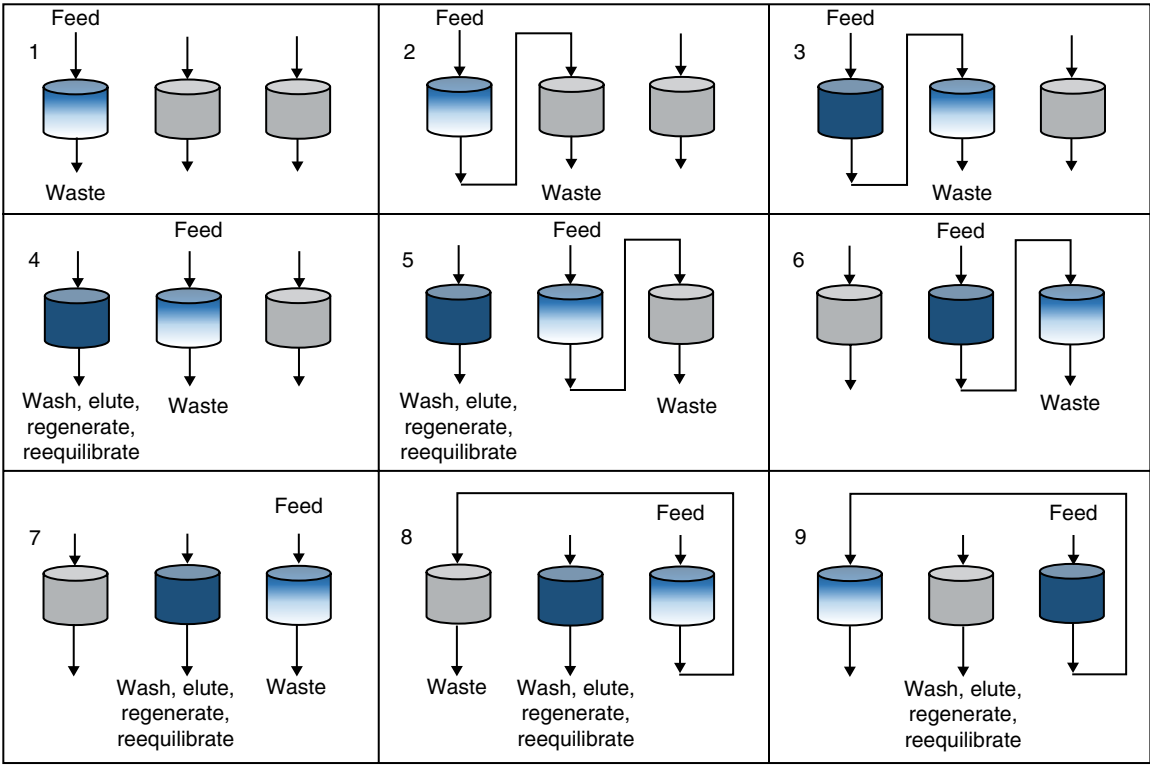 1
Feed
Waste
2
Feed
Waste
3
Feed
Waste
4
Feed
Wash, elute,
regenerate,
reequilibrate
Waste
5
Feed
Wash, elute,
regenerate,
reequilibrate
Waste
6
Feed
Waste
7
Feed
Wash, elute,
regenerate,
reequilibrate
Waste
8
Feed
Waste
Wash, elute,
regenerate,
reequilibrate
9
Feed
Wash, elute,
regenerate,
reequilibrate